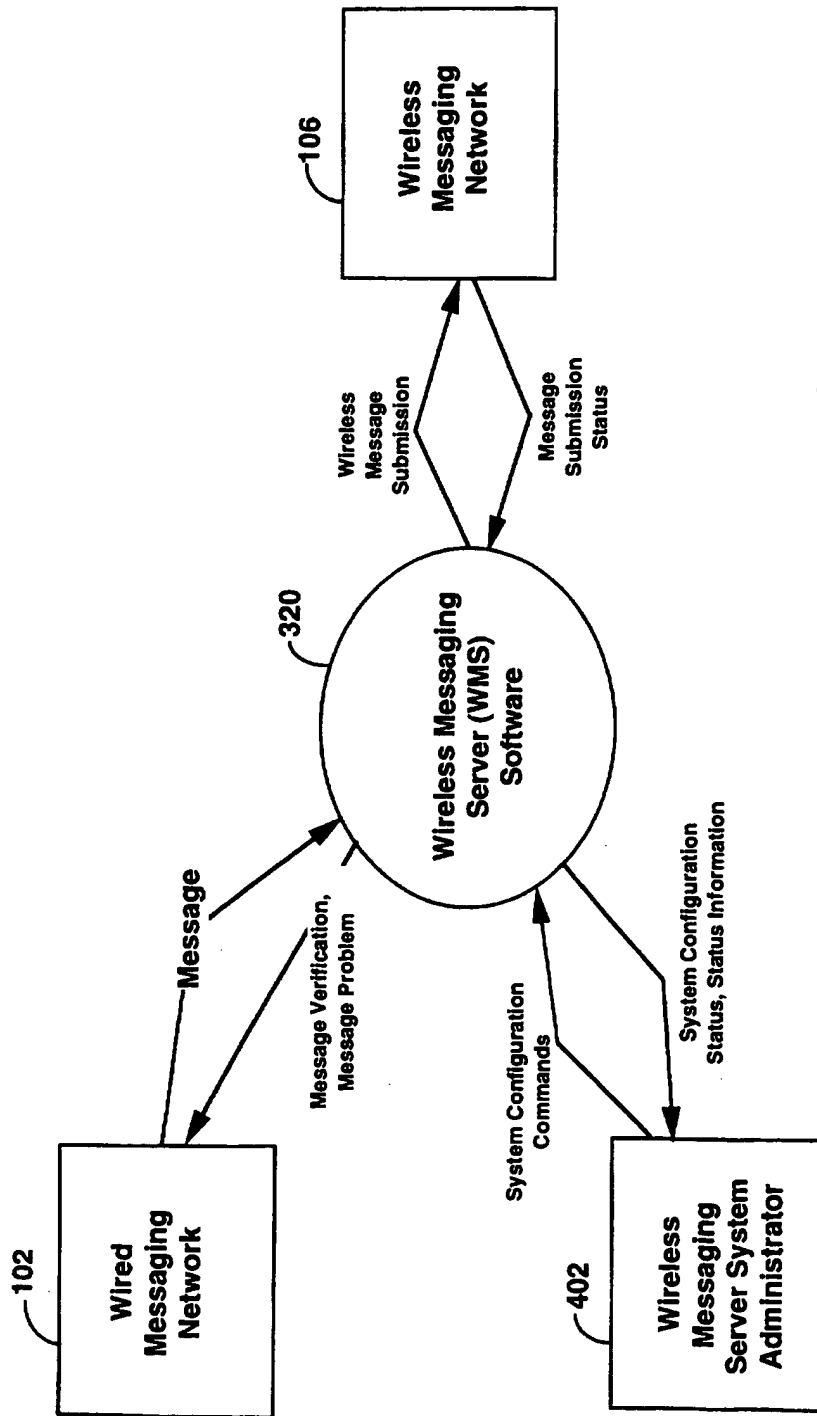 102
Wired
Messaging
Network
Message
Message Verification,
Message Problem
320
Wireless Messaging
Server (WMS)
Software
106
Wireless
Messaging
Network
Wireless
Message
Submission
Message
Submission
Status
402
Wireless
Messaging
Server System
Administrator
System Configuration
Commands
System Configuration
Status, Status Information